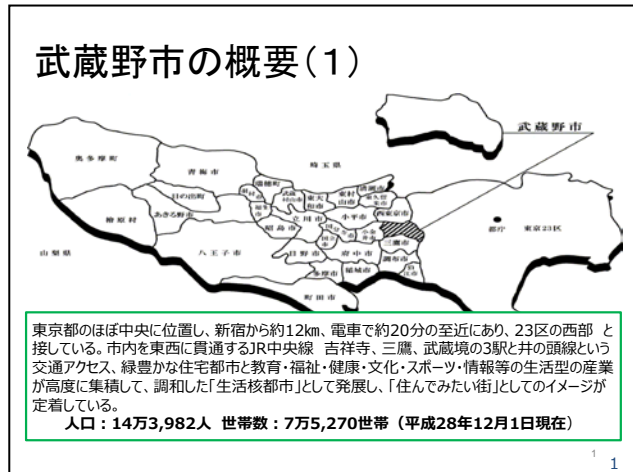 武蔵野市の概要(1)
武蔵野市
埼玉県
奥多摩町
青梅市
瑞穂町
日の出町
檜原村
あきる野市
立川市
昭島市
小平市
西東京市
三鷹市
都庁
東京23区
山梨県
八王子市
日野市
府中市
調布市
多摩市
稲城市
町田市
東京都のほぼ中央に位置し、新宿から約12km、電車で約20分の至近にあり、23区の西部 と
接している。市内を東西に貫通するJR中央線 吉祥寺、三鷹、武蔵境の3駅と井の頭線という
交通アクセス、緑豊かな住宅都市と教育・福祉・健康・文化・スポーツ・情報等の生活型の産業
が高度に集積して、調和した「生活核都市」として発展し、「住んでみたい街」としてのイメージが
定着している。
人口:14万3,982人 世帯数:7万5,270世帯(平成28年12月1日現在)
1
1